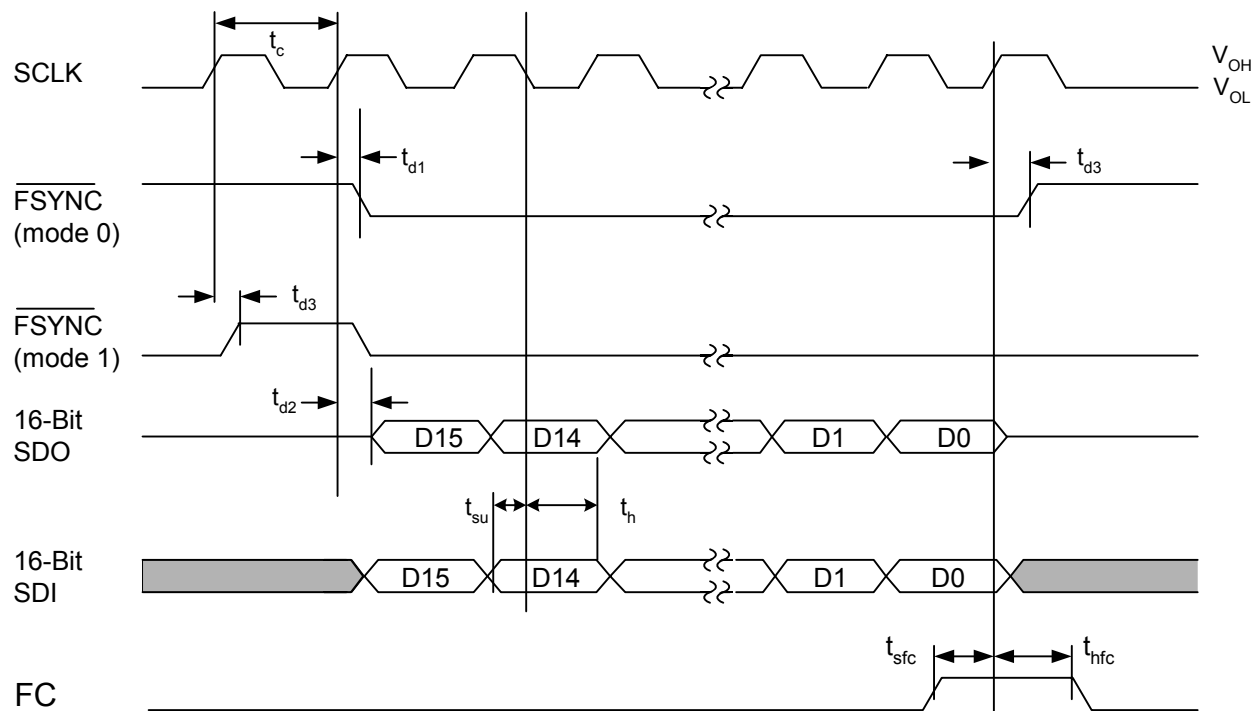 t_c
SCLK
V_OH
V_OL
t_d1
t_d3
FSYNC
(mode 0)
t_d3
FSYNC
(mode 1)
t_d2
16-Bit
SDO
D15 D14 D1 D0
t_su t_h
16-Bit
SDI
D15 D14 D1 D0
t_sfc t_hfc
FC